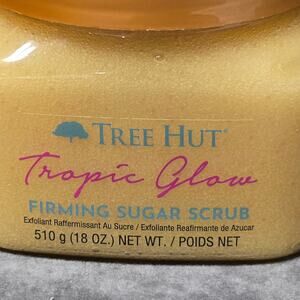 TREE HUT
Tropic Glow
FIRMING SUGAR SCRUB
Exfoliant Raffermissant Au Sucre / Exfoliante Reafirmante de Azucar
510 g (18 OZ.) NET WT. / POIDS NET